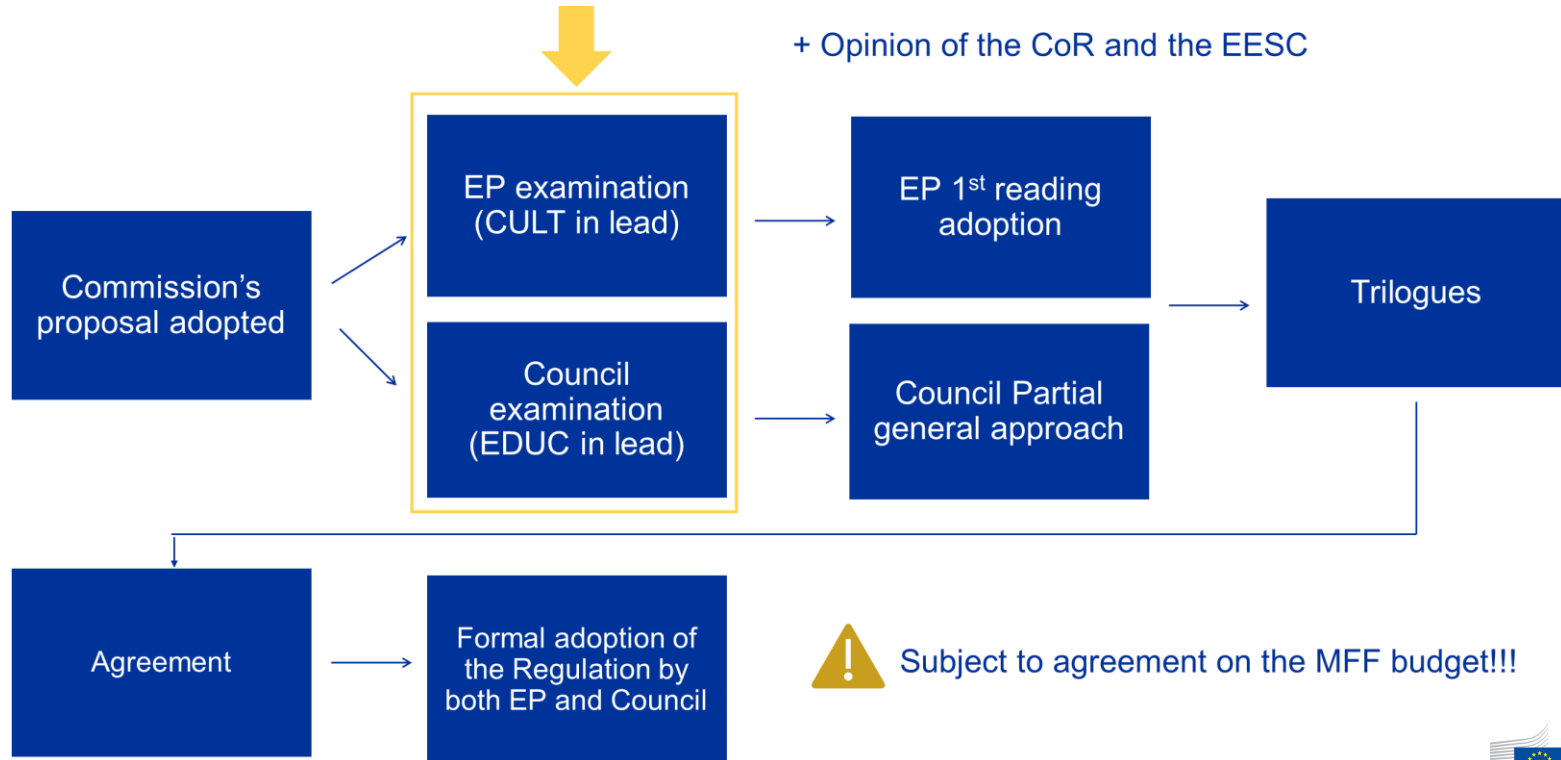 + Opinion of the CoR and the EESC
Commission’s
proposal adopted
EP examination
(CULT in lead)
Council
examination
(EDUC in lead)
EP 1st reading
adoption
Council Partial
general approach
Trilogues
Agreement
Formal adoption of
the Regulation by
both EP and Council
Subject to agreement on the MFF budget!!!